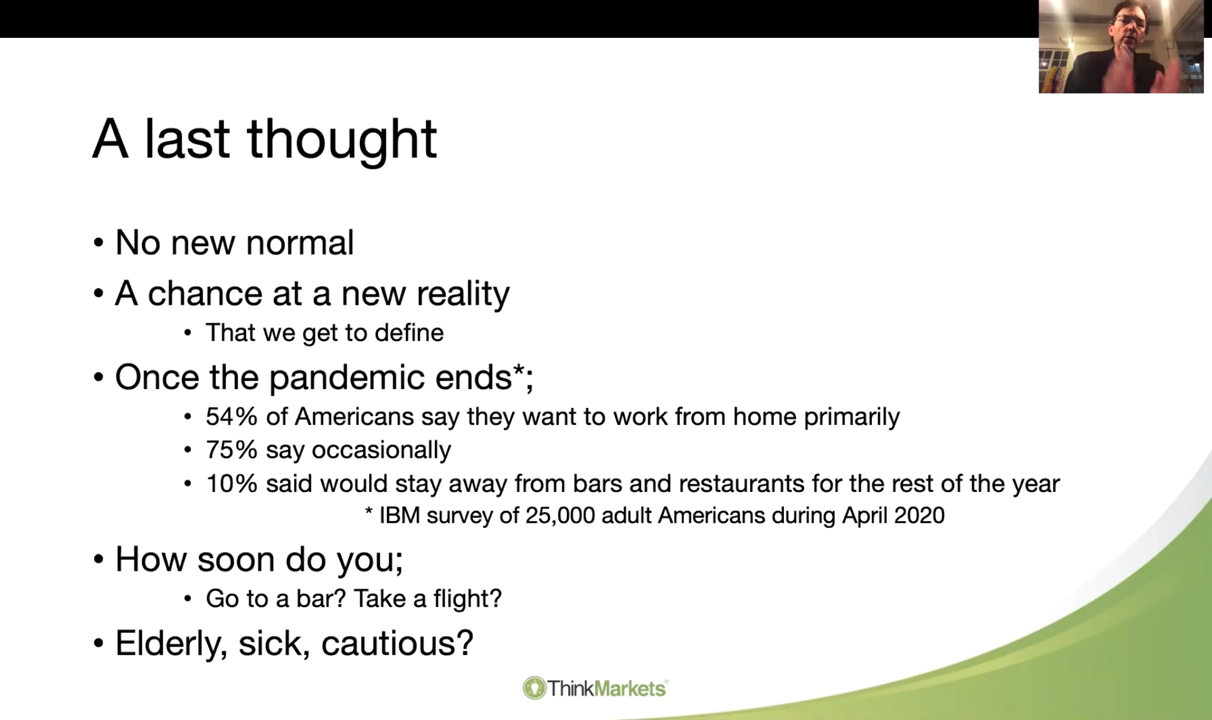 A last thought
• No new normal
• A chance at a new reality
• That we get to define
• Once the pandemic ends*;
• 54% of Americans say they want to work from home primarily
• 75% say occasionally
• 10% said would stay away from bars and restaurants for the rest of the year
* IBM survey of 25,000 adult Americans during April 2020
• How soon do you;
• Go to a bar? Take a flight?
• Elderly, sick, cautious?
ThinkMarkets